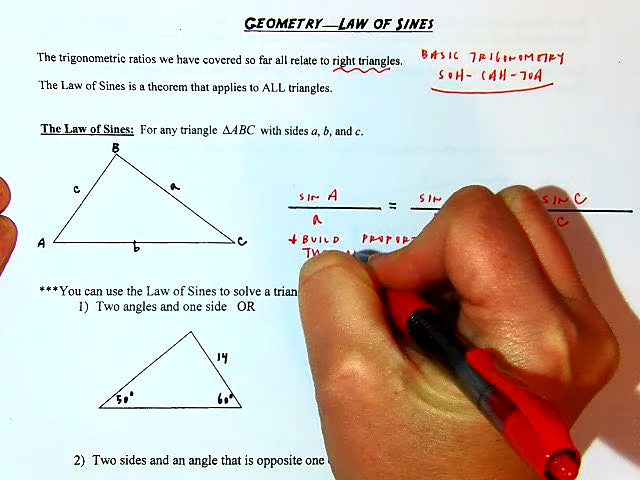 GEOMETRY—LAW OF SINES
The trigonometric ratios we have covered so far all relate to right triangles.
BASIC TRIGONOMETRY
SOH - CAH - TOA
The Law of Sines is a theorem that applies to ALL triangles.
The Law of Sines: For any triangle ΔABC with sides a, b, and c.
B
c
a
A
b
C
sin A
a
=
sin
sin C
c
BUILD
***You can use the Law of Sines to solve a
1) Two angles and one side OR
14
50°
60°
2) Two sides and an angle that is opposite one